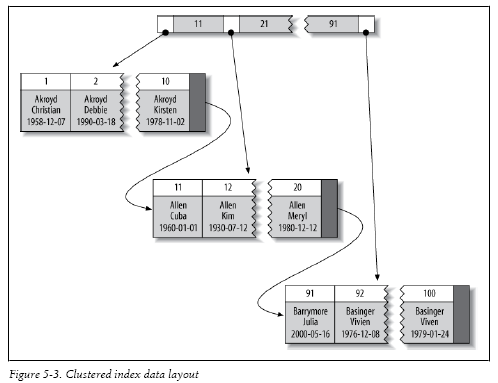 11 21 91
1 2 10
Akroyd Akroyd Akroyd
Christian Debbie Kirsten
1958-12-07 1990-03-18 1978-11-02
11 12 20
Allen Allen Allen
Cuba Kim Meryl
1960-01-01 1930-07-12 1980-12-12
91 92 100
Barrymore Basinger Basinger
Julia Vivien Viven
2000-05-16 1976-12-08 1979-01-24
Figure 5-3. Clustered index data layout